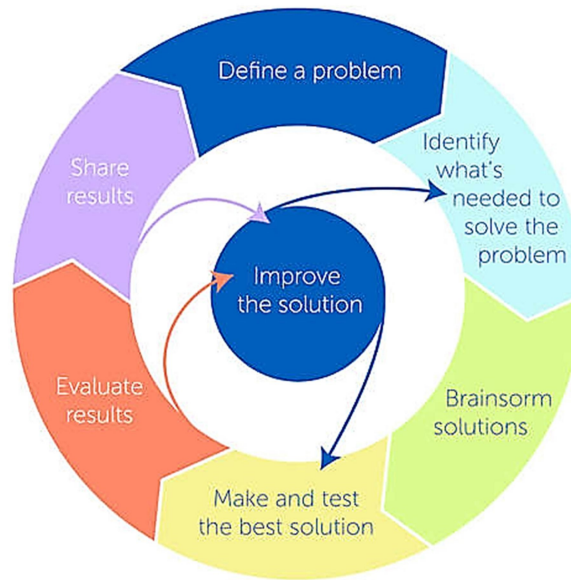 Define a problem
Identify
what's
needed to
solve the
problem
Brainsorm
solutions
Make and test
the best solution
Evaluate
results
Share
results
Improve
the solution